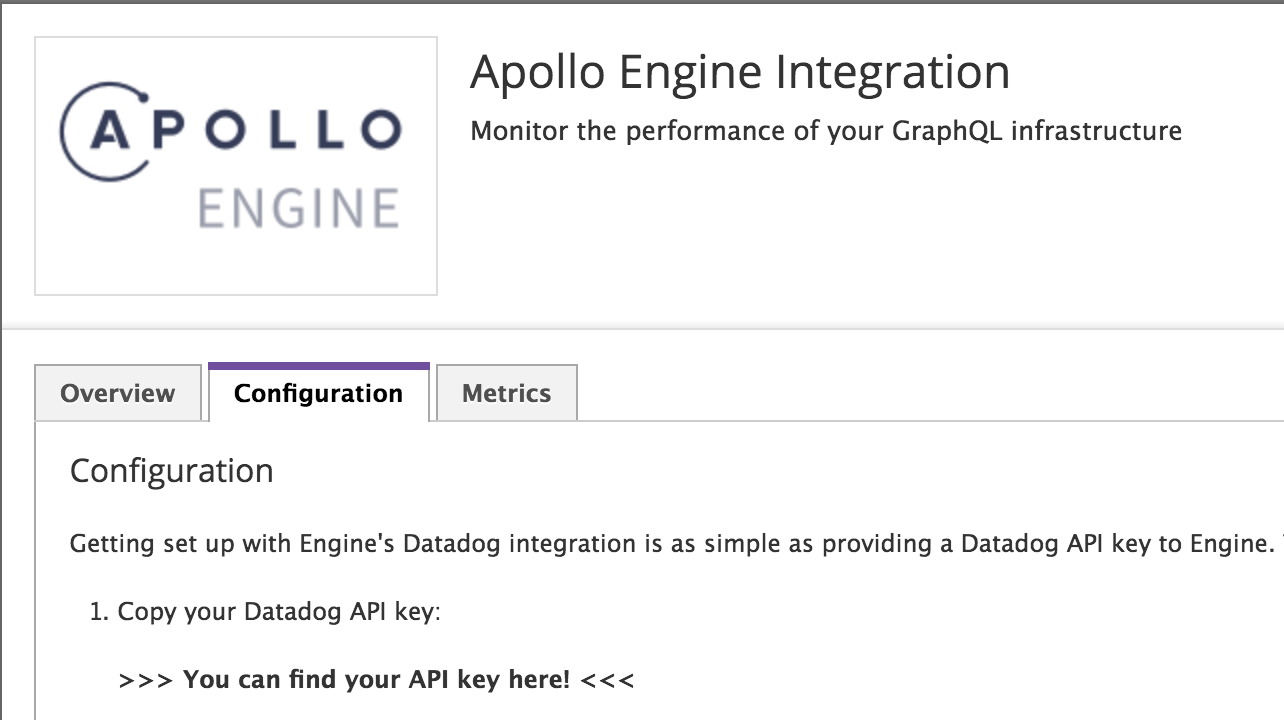 APOLLO
ENGINE
Apollo Engine Integration
Monitor the performance of your GraphQL infrastructure
Overview
Configuration
Metrics
Configuration
Getting set up with Engine's Datadog integration is as simple as providing a Datadog API key to Engine.
1. Copy your Datadog API key:
>>> You can find your API key here! <<<